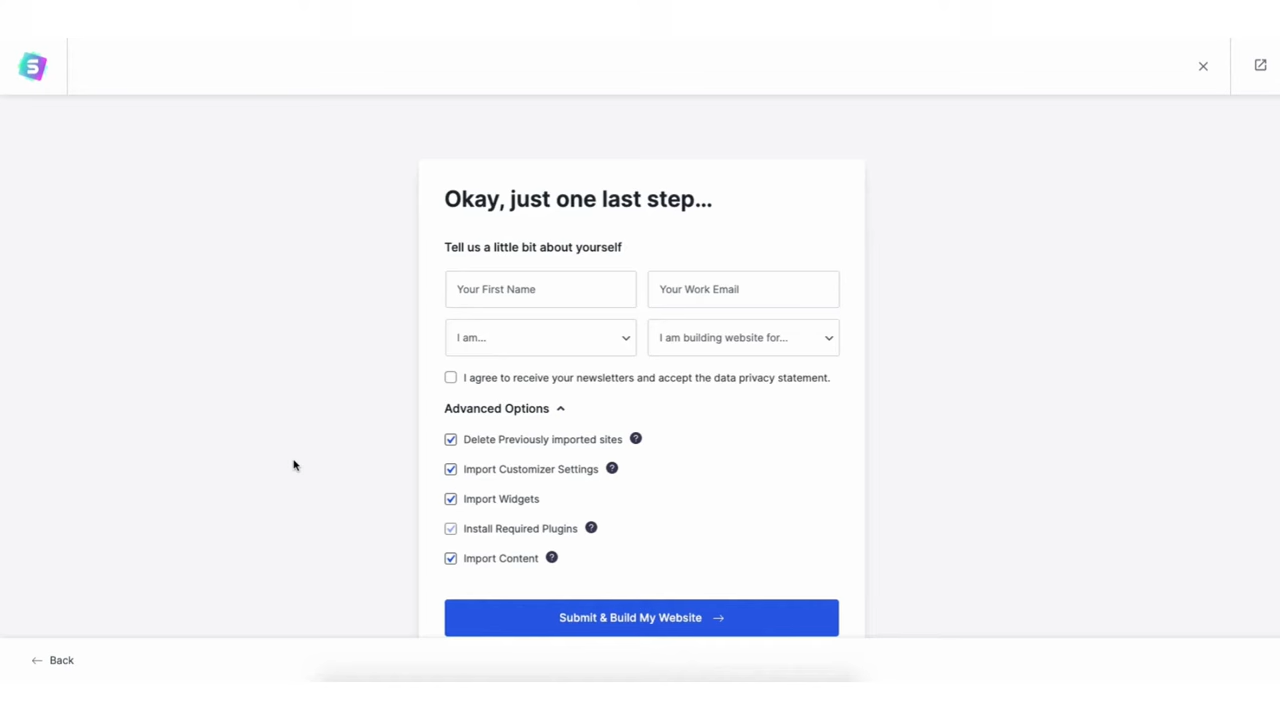 S
Okay, just one last step...
Tell us a little bit about yourself
Your First Name
Your Work Email
I am...
I am building website for...
I agree to receive your newsletters and accept the data privacy statement.
Advanced Options
Delete Previously imported sites ?
Import Customizer Settings ?
Import Widgets
Install Required Plugins ?
Import Content ?
Submit & Build My Website →
← Back